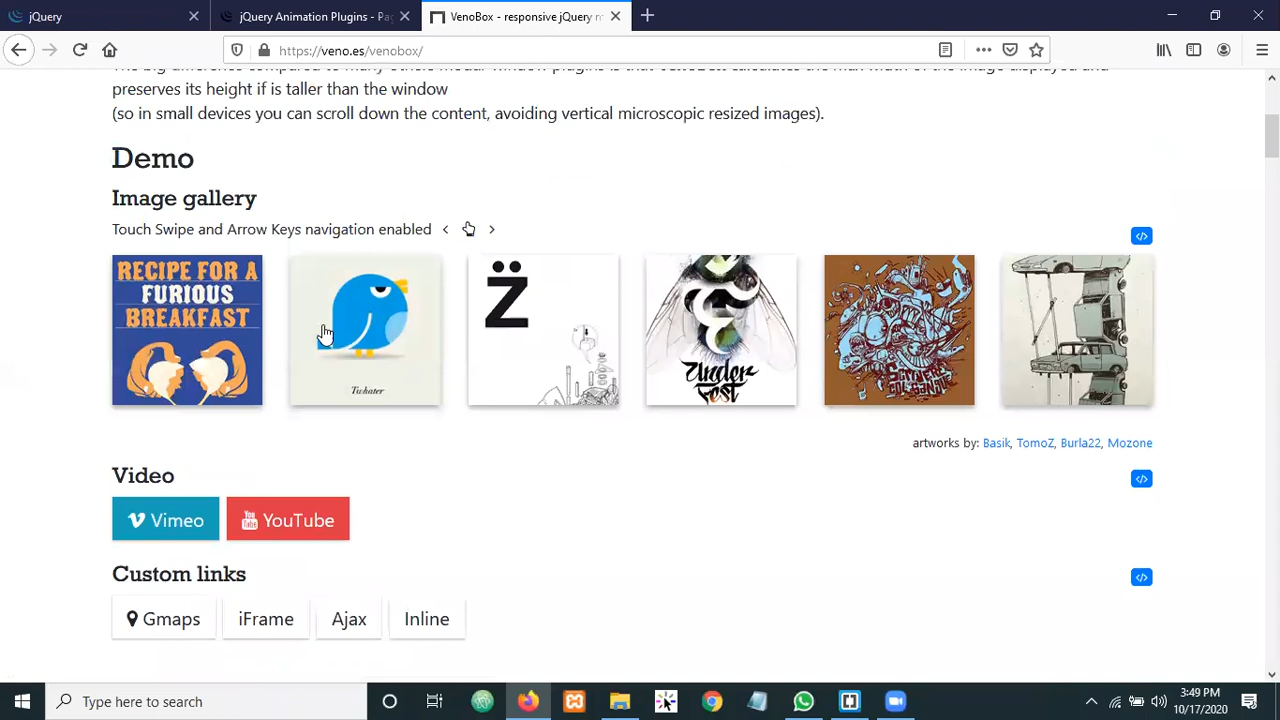 jQuery
jQuery Animation Plugins - Pa
VenoBox - responsive jQuery m
https://veno.es/venobox/
preserves its height if is taller than the window
(so in small devices you can scroll down the content, avoiding vertical microscopic resized images).
Demo
Image gallery
Touch Swipe and Arrow Keys navigation enabled
RECIPE FOR A
FURIOUS
BREAKFAST
Twhater
Ż
Under
Fest
artworks by: Basik, TomoZ, Burla22, Mozone
Video
Vimeo
YouTube
Custom links
Gmaps
iFrame
Ajax
Inline
Type here to search
3:49 PM
10/17/2020